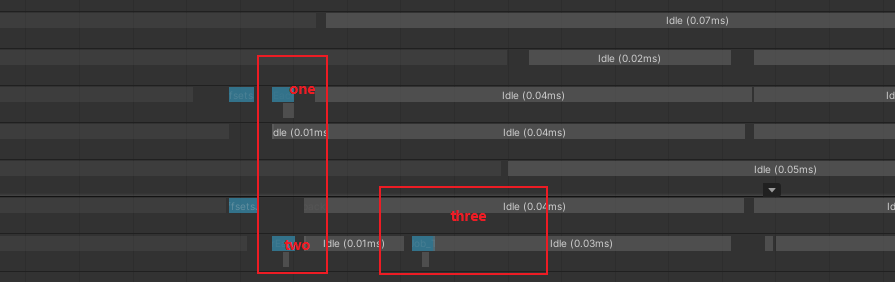 Idle (0.07ms)
Idle (0.02ms)
fsets
one
Idle (0.04ms)
Id
dle (0.01ms
Idle (0.04ms)
Idle (0.05ms)
fsets.
three
Idle (0.04ms)
Id
two
Idle (0.01ms)
Idle (0.03ms)